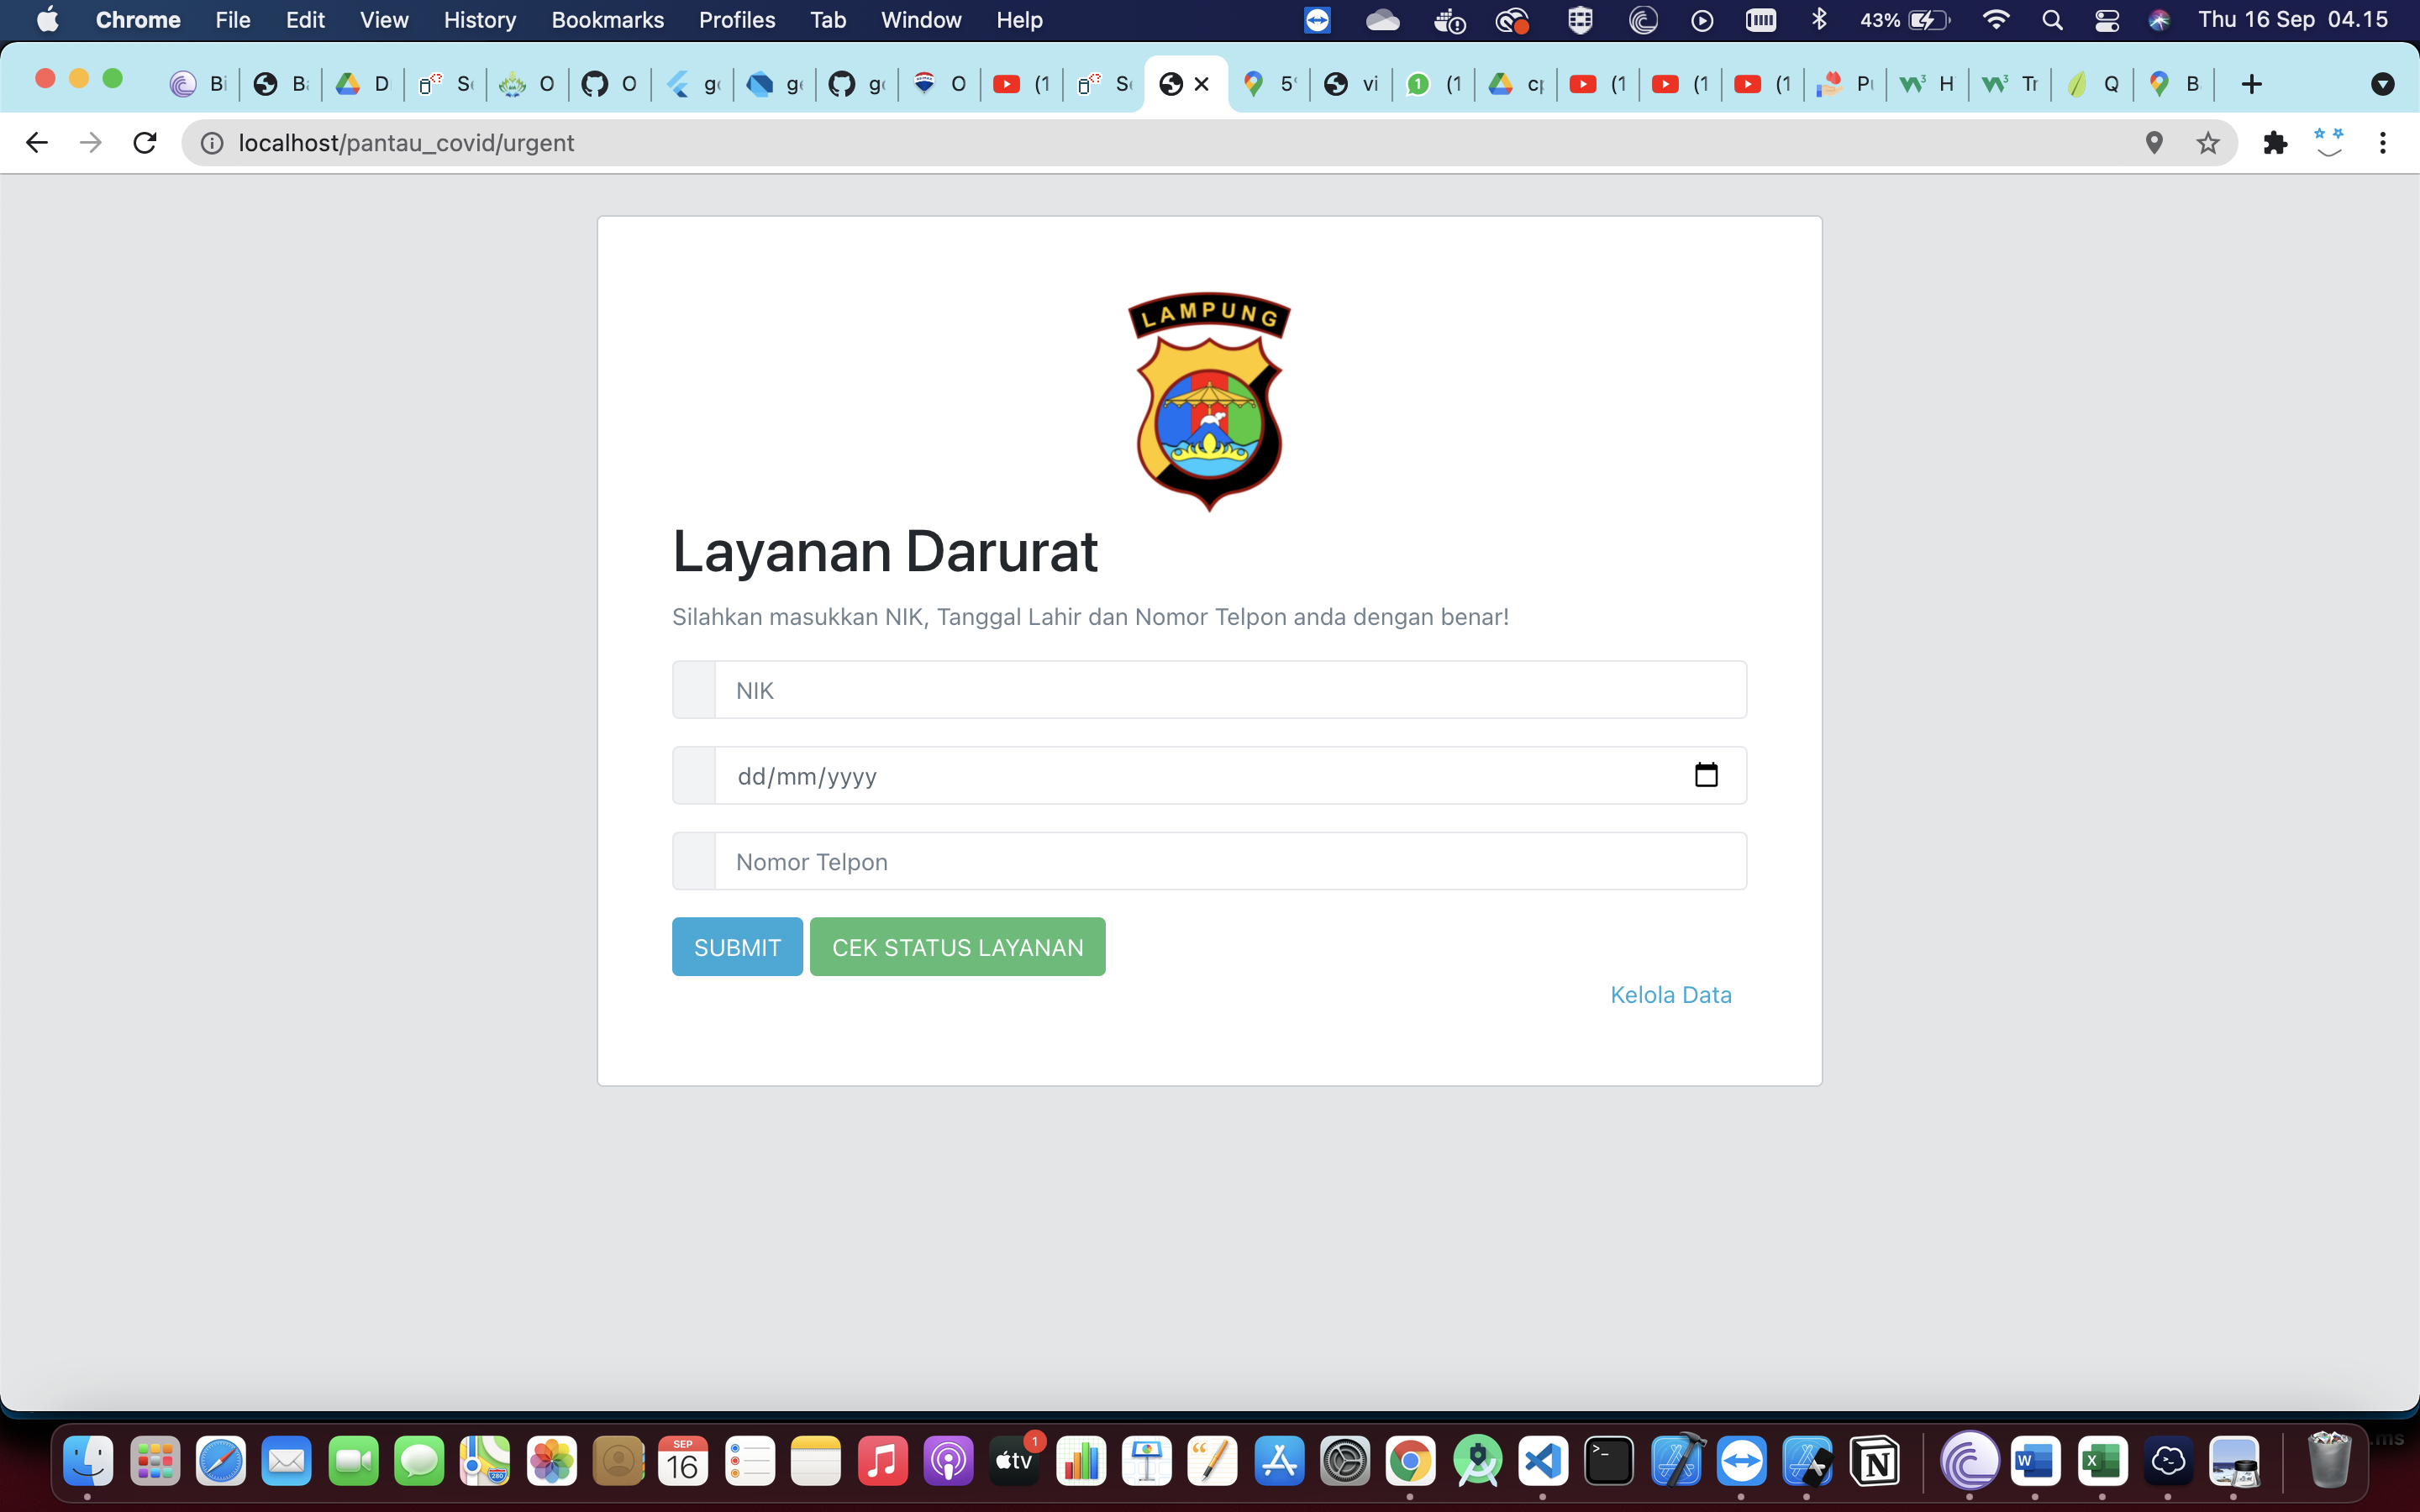 Chrome File Edit View History Bookmarks Profiles Tab Window Help 43% Thu 16 Sep 04.15
Bi B D S O O g g g O (1 S 5 vi 1 (1 c (1 (1 (1 P H Tr Q B
localhost/pantau_covid/urgent
LAMPUNG
Layanan Darurat
Silahkan masukkan NIK, Tanggal Lahir dan Nomor Telpon anda dengan benar!
NIK
dd/mm/yyyy
Nomor Telpon
SUBMIT CEK STATUS LAYANAN
Kelola Data
SEP
16
tv 1
280
W
X
N
.ms